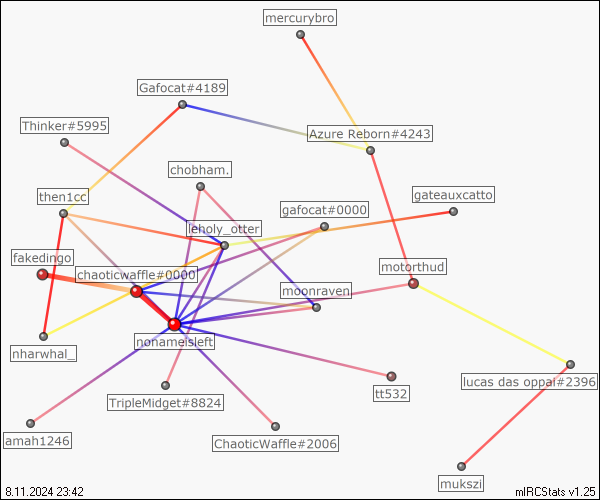 mercurybro
Gafocat#4189
Thinker#5995
Azure Reborn#4243
chobham.
then1cc
gateauxcatto
gafocat#0000
leholy_otter
fakedingo
chaoticwaffle#0000
motorthud
moonraven
nonameisleft
nharwhal_
lucas das oppai#2396
tt532
TripleMidget#8824
amah1246
ChaoticWaffle#2006
mukszi
8.11.2024 23:42
mIRCStats v1.25